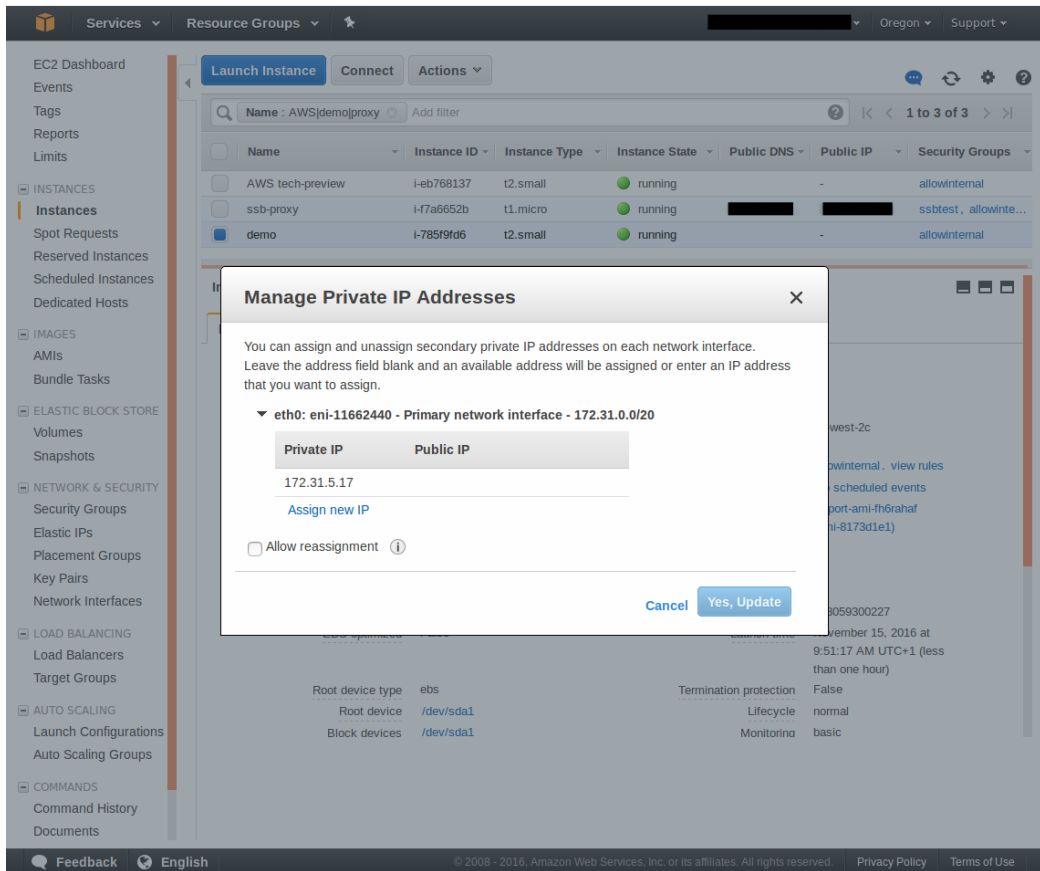 Services Resource Groups Oregon Support
EC2 Dashboard
Events
Tags
Reports
Limits
INSTANCES
Instances
Spot Requests
Reserved Instances
Scheduled Instances
Dedicated Hosts
IMAGES
AMIs
Bundle Tasks
ELASTIC BLOCK STORE
Volumes
Snapshots
NETWORK & SECURITY
Security Groups
Elastic IPs
Placement Groups
Key Pairs
Network Interfaces
LOAD BALANCING
Load Balancers
Target Groups
AUTO SCALING
Launch Configurations
Auto Scaling Groups
COMMANDS
Command History
Documents
Launch Instance Connect Actions
Name : AWS|demo|proxy Add filter 1 to 3 of 3
Name Instance ID Instance Type Instance State Public DNS Public IP Security Groups
AWS tech-preview i-eb768137 t2.small running - allowinternal
ssb-proxy i-f7a6652b t1.micro running ssbtest, allowinte...
demo i-785f9fd6 t2.small running - allowinternal
Manage Private IP Addresses
You can assign and unassign secondary private IP addresses on each network interface.
Leave the address field blank and an available address will be assigned or enter an IP address
that you want to assign.
eth0: eni-11662440 - Primary network interface - 172.31.0.0/20
Private IP Public IP
172.31.5.17
Assign new IP
Allow reassignment
Cancel Yes, Update
-west-2c
view rules
scheduled events
port-ami-fh6rahaf
8173d1e1)
3059300227
November 15, 2016 at
9:51:17 AM UTC+1 (less
than one hour)
Root device type ebs Termination protection False
Root device /dev/sda1 Lifecycle normal
Block devices /dev/sda1 Monitoring basic
Feedback English © 2008 - 2016, Amazon Web Services, Inc. or its affiliates. All rights reserved. Privacy Policy Terms of Use